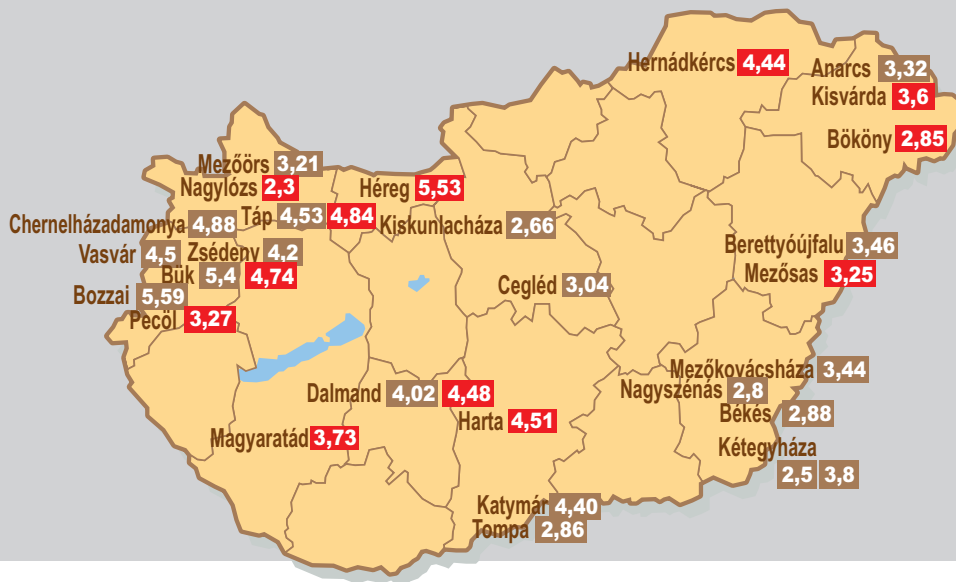 Hernádkércs 4,44
Anarcs 3,32
Kisvárda 3,6
Bököny 2,85
Mezőörs 3,21
Nagylózs 2,3
Héreg 5,53
Táp 4,53 4,84
Chernelházadamonya 4,88
Kiskunlacháza 2,66
Vasvár 4,5
Zsédeny 4,2
Berettyóújfalu 3,46
Bük 5,4 4,74
Mezősas 3,25
Cegléd 3,04
Bozzai 5,59
Pecöl 3,27
Mezőkovácsháza 3,44
Nagyszénás 2,8
Dalmand 4,02 4,48
Békés 2,88
Harta 4,51
Magyaratád 3,73
Kétegyháza
2,5 3,8
Katymár 4,40
Tompa 2,86